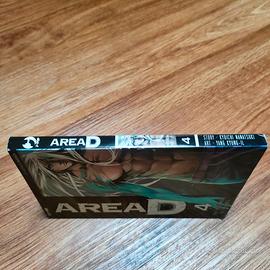 AREA D
4
STORY - KYOICHI NANATSUKI
ART - YANG KYUNG-IL
AREA D
4